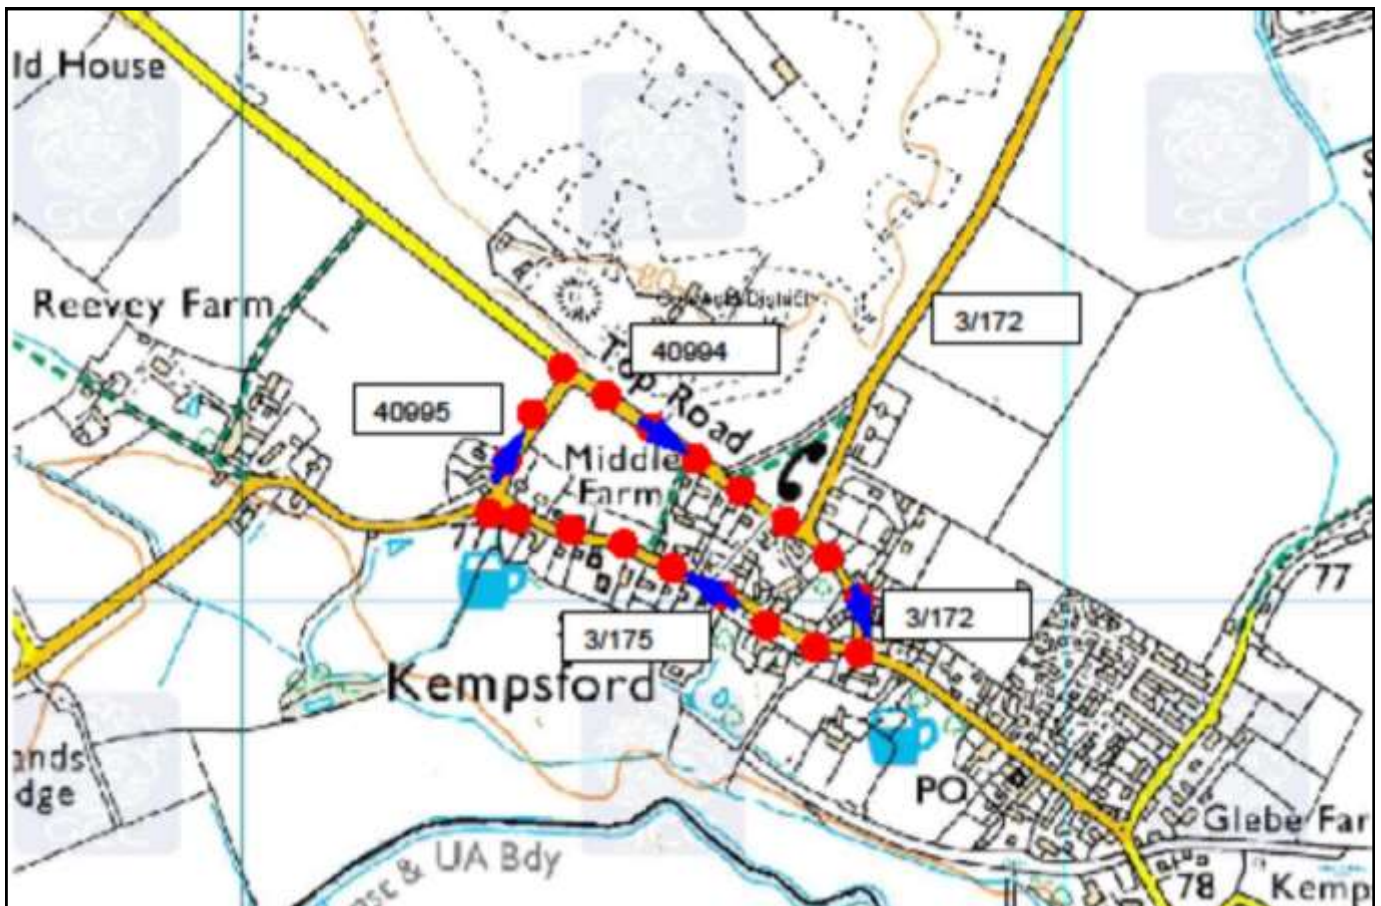 ld House
GCC
GCC
Reevey Farm
80
3/172
40994
Top Road
40995
Middle
Farm
77
77
3/172
3/175
Kempsford
ands
dge
PO
Glebe Far
UA Bdy
78
Kemp